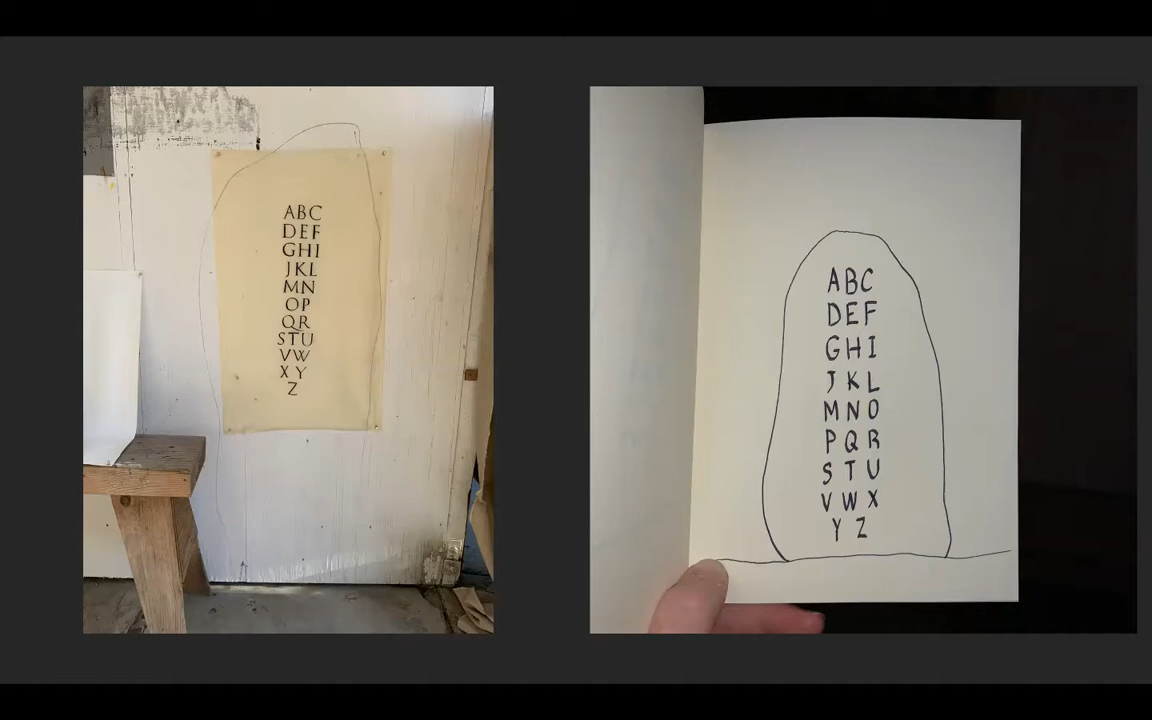 ABC
DEF
GHI
JKL
MN
OP
QR
STU
VW
XY
Z
ABC
DEF
GHI
JKL
MNO
PQR
STU
VWX
YZ